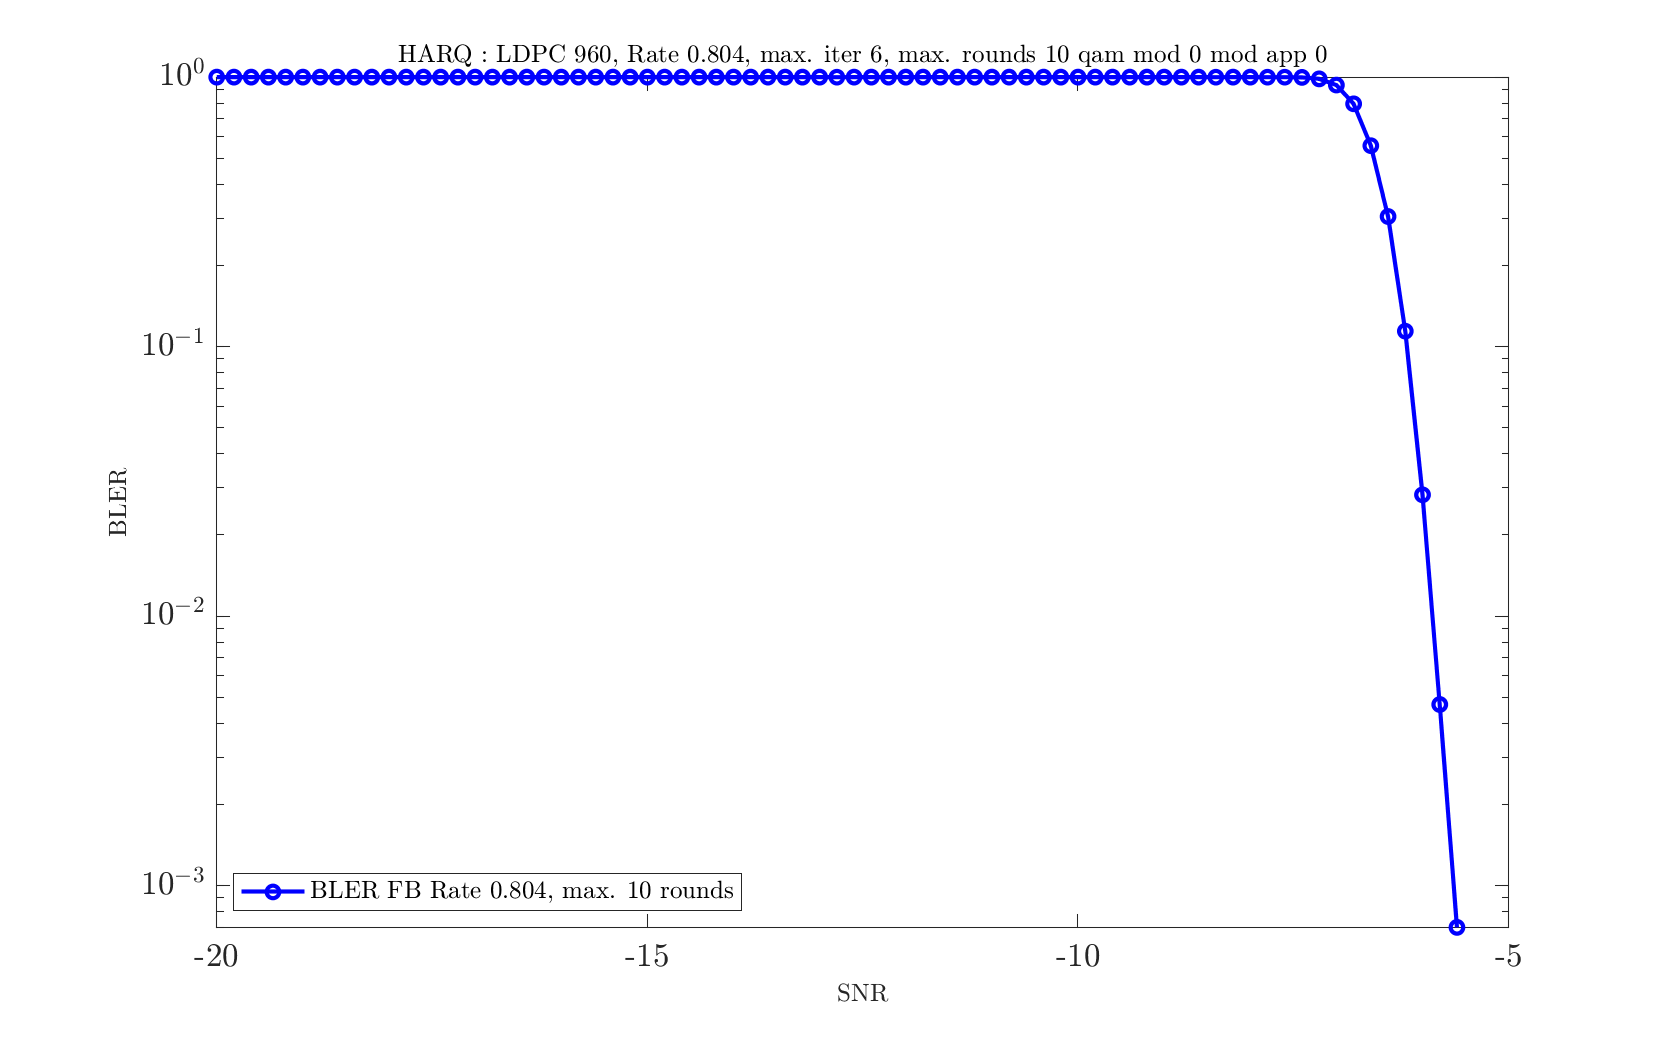 HARQ : LDPC 960, Rate 0.804, max. iter 6, max. rounds 10 qam mod 0 mod app 0
10^0
10^−1
10^−2
10^−3
BLER
BLER FB Rate 0.804, max. 10 rounds
-20 -15 -10 -5
SNR